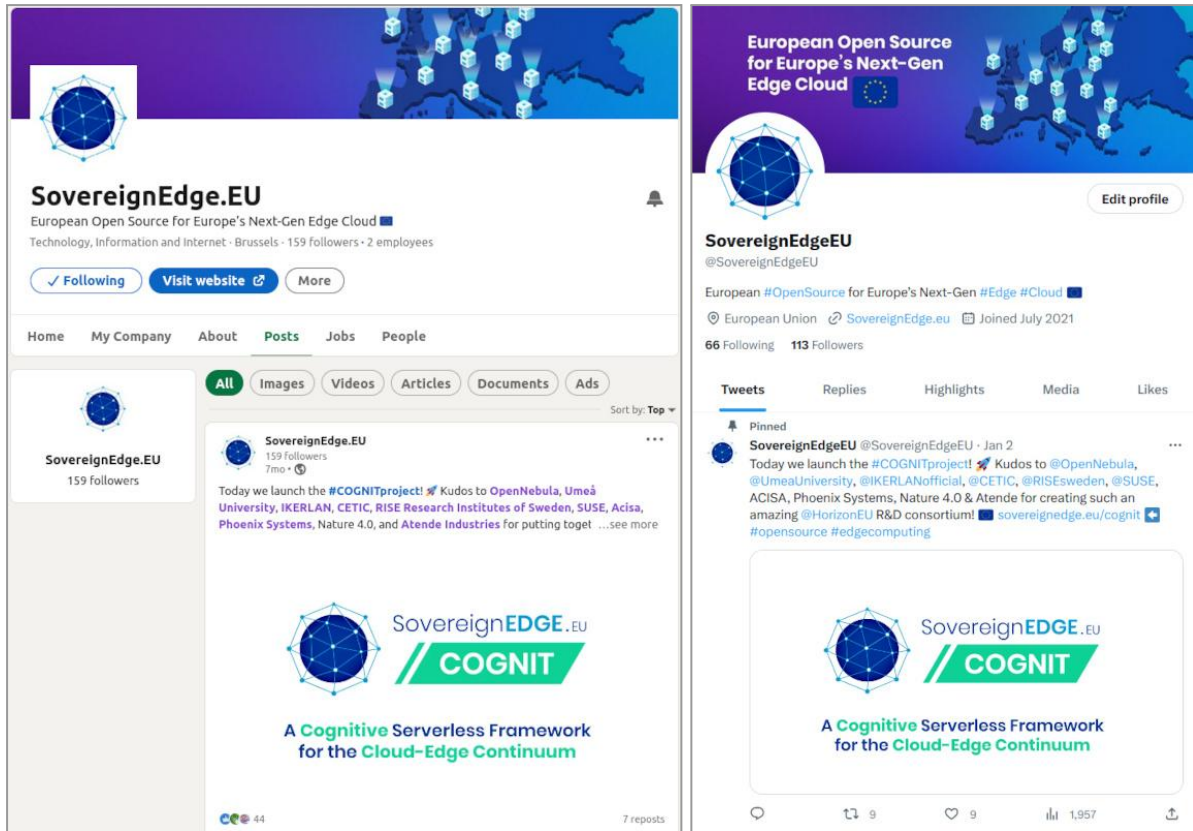 SovereignEdge.EU
European Open Source for Europe's Next-Gen Edge Cloud 🇪🇺
Technology, Information and Internet · Brussels · 159 followers · 2 employees
✓ Following
Visit website
More
Home My Company About Posts Jobs People
SovereignEdge.EU
159 followers
All Images Videos Articles Documents Ads
Sort by: Top
SovereignEdge.EU
159 followers
7mo •
Today we launch the #COGNITproject! 🚀 Kudos to OpenNebula, Umeå
University, IKERLAN, CETIC, RISE Research Institutes of Sweden, SUSE, Acisa,
Phoenix Systems, Nature 4.0, and Atende Industries for putting toget ...see more
SovereignEDGE.EU
COGNIT
A Cognitive Serverless Framework
for the Cloud-Edge Continuum
44
7 reposts
European Open Source
for Europe's Next-Gen
Edge Cloud
Edit profile
SovereignEdgeEU
@SovereignEdgeEU
European #OpenSource for Europe's Next-Gen #Edge #Cloud 🇪🇺
European Union SovereignEdge.eu Joined July 2021
66 Following 113 Followers
Tweets Replies Highlights Media Likes
Pinned
SovereignEdgeEU @SovereignEdgeEU · Jan 2
Today we launch the #COGNITproject! 🚀 Kudos to @OpenNebula,
@UmeaUniversity, @IKERLANofficial, @CETIC, @RISEsweden, @SUSE,
ACISA, Phoenix Systems, Nature 4.0 & Atende for creating such an
amazing @HorizonEU R&D consortium! 🇪🇺 sovereignedge.eu/cognit ⬅️
#opensource #edgecomputing
SovereignEDGE.EU
COGNIT
A Cognitive Serverless Framework
for the Cloud-Edge Continuum
9 9 1,957